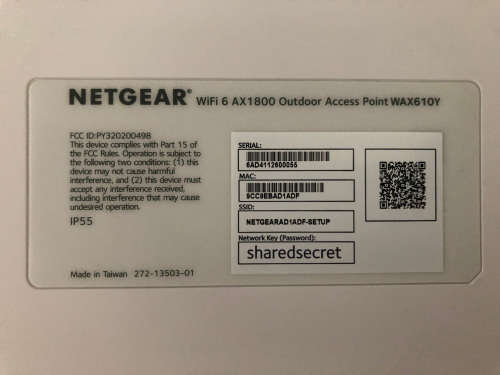 NETGEAR® WiFi 6 AX1800 Outdoor Access Point WAX610Y
FCC ID:PY320200498
This device complies with Part 15 of
the FCC Rules. Operation is subject to
the following two conditions: (1) this
device may not cause harmful
interference, and (2) this device must
accept any interference received,
including interference that may cause
undesired operation.
IP55
Made in Taiwan 272-13503-01
SERIAL:
6AD4112600055
MAC:
9CC9EBAD1ADF
SSID:
NETGEARAD1ADF-SETUP
Network Key (Password):
sharedsecret